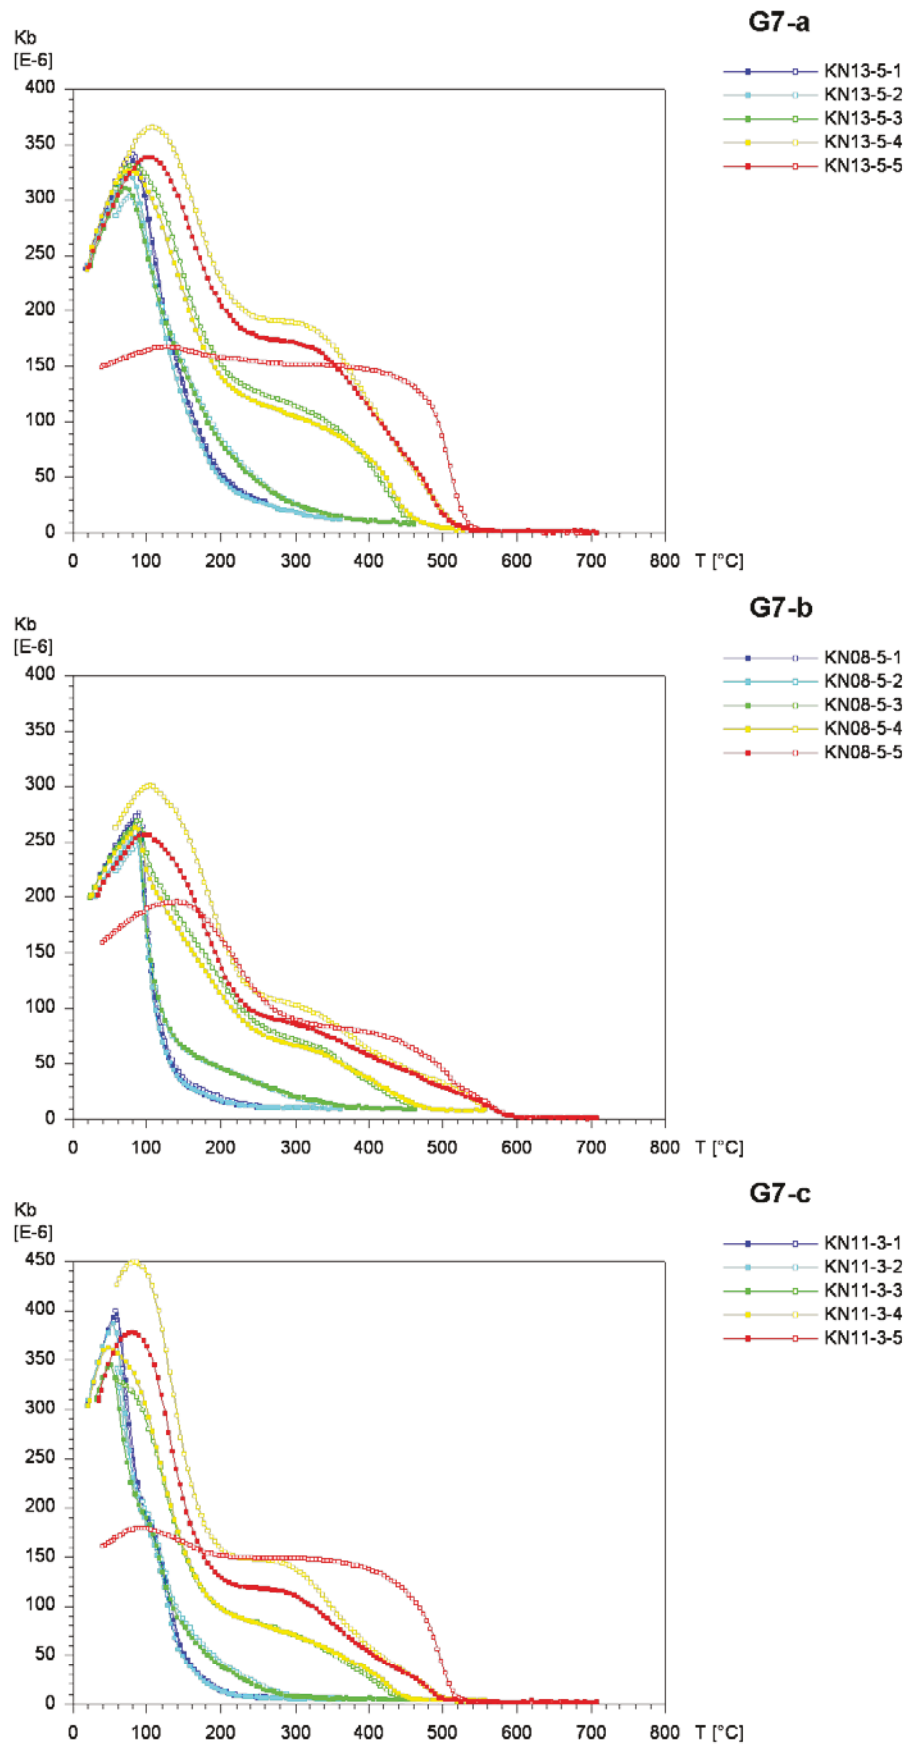 G7-a
Kb
[E-6]
KN13-5-1
KN13-5-2
KN13-5-3
KN13-5-4
KN13-5-5
400
350
300
250
200
150
100
50
0
0 100 200 300 400 500 600 700 800 T [°C]
G7-b
Kb
[E-6]
KN08-5-1
KN08-5-2
KN08-5-3
KN08-5-4
KN08-5-5
400
350
300
250
200
150
100
50
0
0 100 200 300 400 500 600 700 800 T [°C]
G7-c
Kb
[E-6]
KN11-3-1
KN11-3-2
KN11-3-3
KN11-3-4
KN11-3-5
450
400
350
300
250
200
150
100
50
0
0 100 200 300 400 500 600 700 800 T [°C]